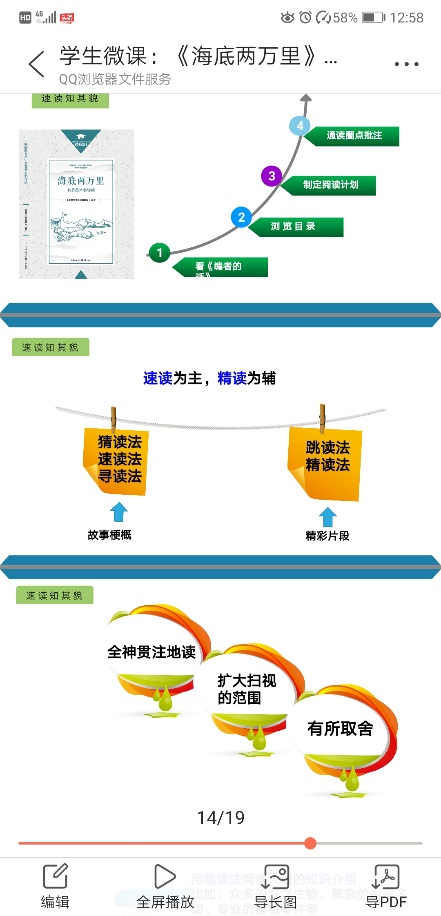 HD 4G 58% 12:58
学生微课：《海底两万里》...
QQ浏览器文件服务
速读知其貌
海底两万里
4
通读圈点批注
3
制定阅读计划
2
浏览目录
1
看《编者的
速读知其貌
速读为主，精读为辅
猜读法
速读法
寻读法
跳读法
精读法
故事梗概
精彩片段
速读知其貌
全神贯注地读
扩大扫视
的范围
有所取舍
14/19
编辑
全屏播放
导长图
导PDF